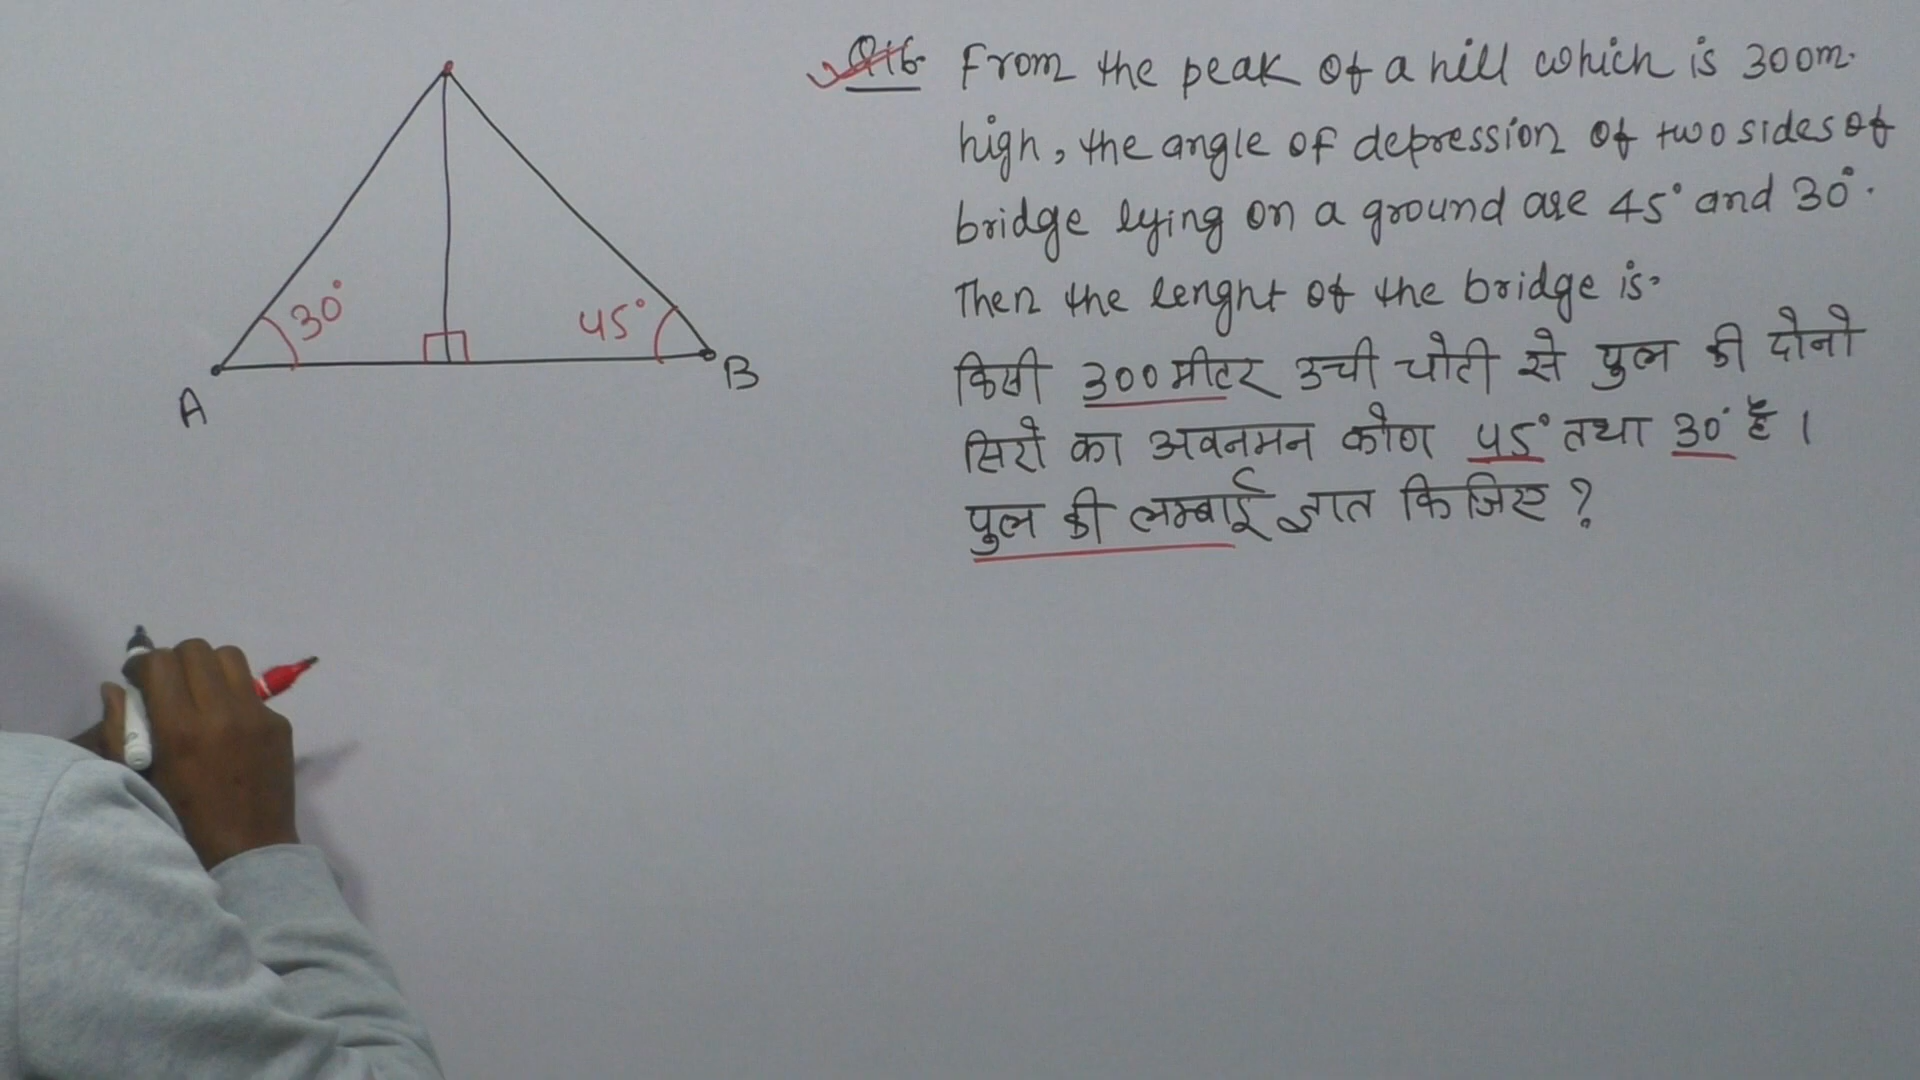 30°
45°
A
B
Q16. From the peak of a hill which is 300m.
high, the angle of depression of two sides of
bridge lying on a ground are 45° and 30°.
Then the lenght of the bridge is-
किसी 300 मीटर उची चोटी से पुल की दोनो
सिरो का अवनमन कोण 45° तथा 30° है ।
पुल की लम्बाई ज्ञात किजिए ?